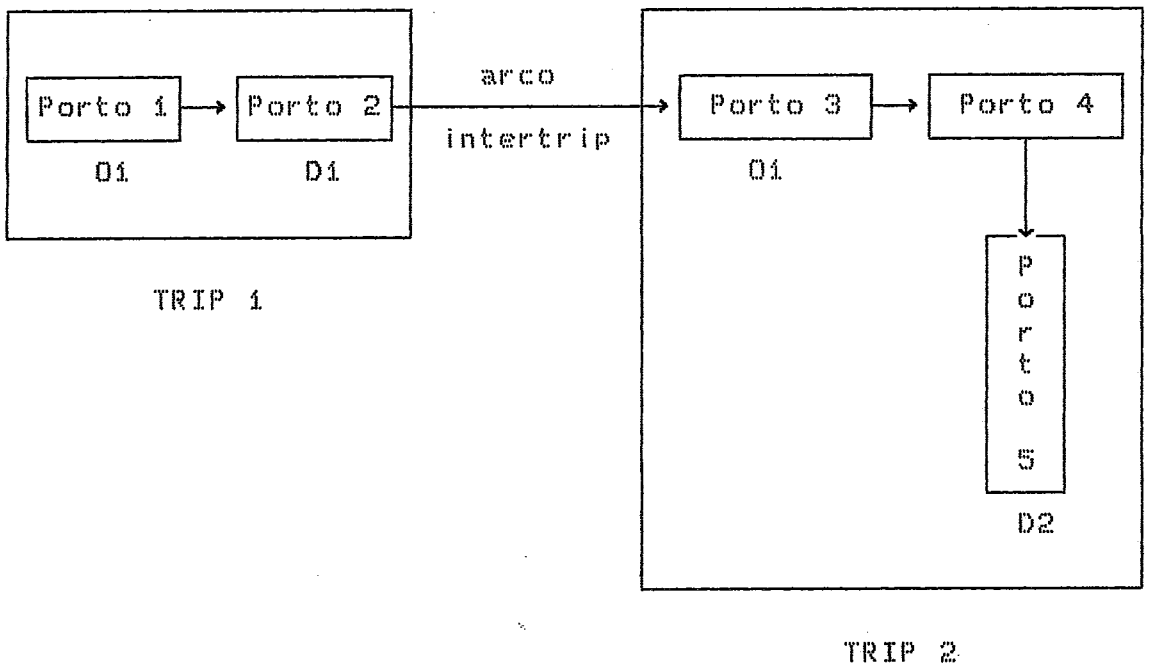 arco
Porto 1
Porto 2
Porto 3
Porto 4
intertrip
O1
D1
O1
Porto 5
TRIP 1
D2
TRIP 2